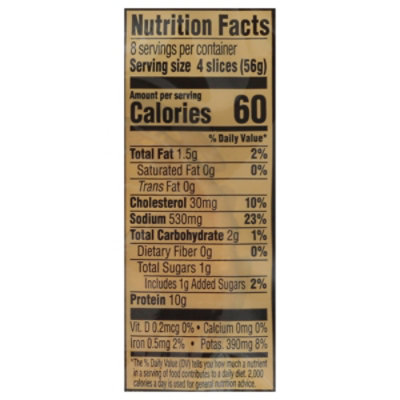 Nutrition Facts
8 servings per container
Serving size 4 slices (56g)
Amount per serving
Calories 60
% Daily Value*
Total Fat 1.5g 2%
Saturated Fat 0g 0%
Trans Fat 0g
Cholesterol 30mg 10%
Sodium 530mg 23%
Total Carbohydrate 2g 1%
Dietary Fiber 0g 0%
Total Sugars 1g
Includes 1g Added Sugars 2%
Protein 10g
Vit. D 0.2mcg 0% • Calcium 0mg 0%
Iron 0.5mg 2% • Potas. 390mg 8%
*The % Daily Value (DV) tells you how much a nutrient
in a serving of food contributes to a daily diet. 2,000
calories a day is used for general nutrition advice.